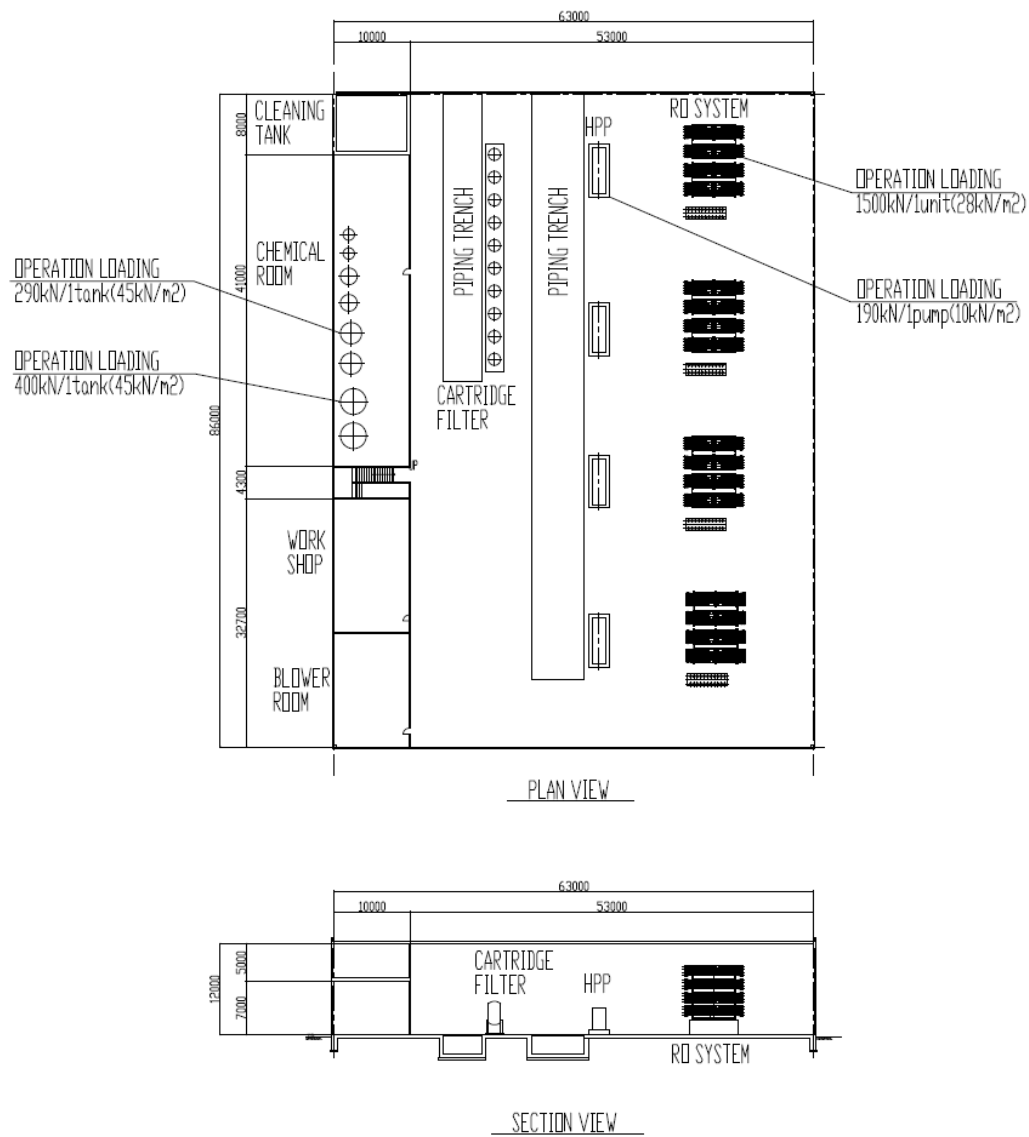 63000
10000
53000
CLEANING
TANK
8000
RO SYSTEM
HPP
OPERATION LOADING
1500kN/1unit(28kN/m2)
PIPING TRENCH
PIPING TRENCH
CHEMICAL
ROOM
41000
OPERATION LOADING
290kN/1tank(45kN/m2)
OPERATION LOADING
190kN/1pump(10kN/m2)
OPERATION LOADING
400kN/1tank(45kN/m2)
CARTRIDGE
FILTER
86000
4300
WORK
SHOP
32700
BLOWER
ROOM
PLAN VIEW
63000
10000
53000
CARTRIDGE
FILTER
HPP
5000
12000
7000
RO SYSTEM
SECTION VIEW